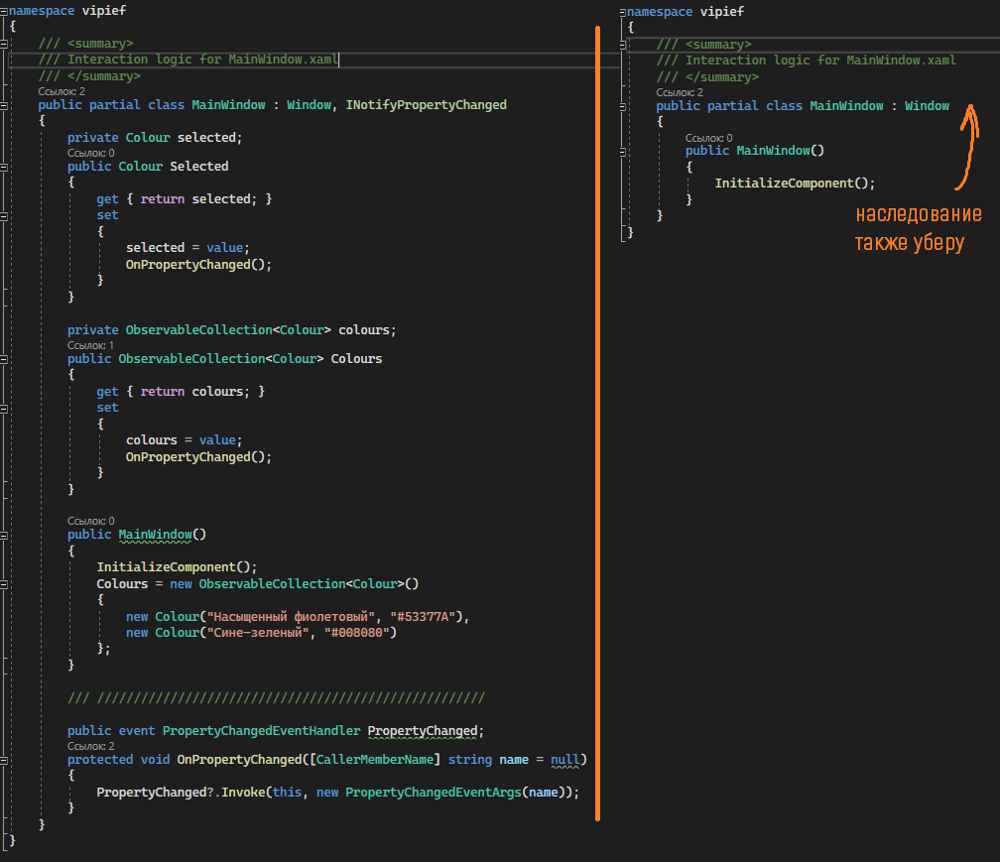 namespace vipief
{
/// <summary>
/// Interaction logic for MainWindow.xaml
/// </summary>
Ссылок: 2
public partial class MainWindow : Window, INotifyPropertyChanged
{
private Colour selected;
Ссылок: 0
public Colour Selected
{
get { return selected; }
set
{
selected = value;
OnPropertyChanged();
}
}
private ObservableCollection<Colour> colours;
Ссылок: 1
public ObservableCollection<Colour> Colours
{
get { return colours; }
set
{
colours = value;
OnPropertyChanged();
}
}
Ссылок: 0
public MainWindow()
{
InitializeComponent();
Colours = new ObservableCollection<Colour>()
{
new Colour("Насыщенный фиолетовый", "#53377A"),
new Colour("Сине-зеленый", "#008080")
};
}
/// /////////////////////////////////////////////////////
public event PropertyChangedEventHandler PropertyChanged;
Ссылок: 2
protected void OnPropertyChanged([CallerMemberName] string name = null)
{
PropertyChanged?.Invoke(this, new PropertyChangedEventArgs(name));
}
}
}
namespace vipief
{
/// <summary>
/// Interaction logic for MainWindow.xaml
/// </summary>
Ссылок: 2
public partial class MainWindow : Window
{
Ссылок: 0
public MainWindow()
{
InitializeComponent();
}
}
}
наследование
также уберу